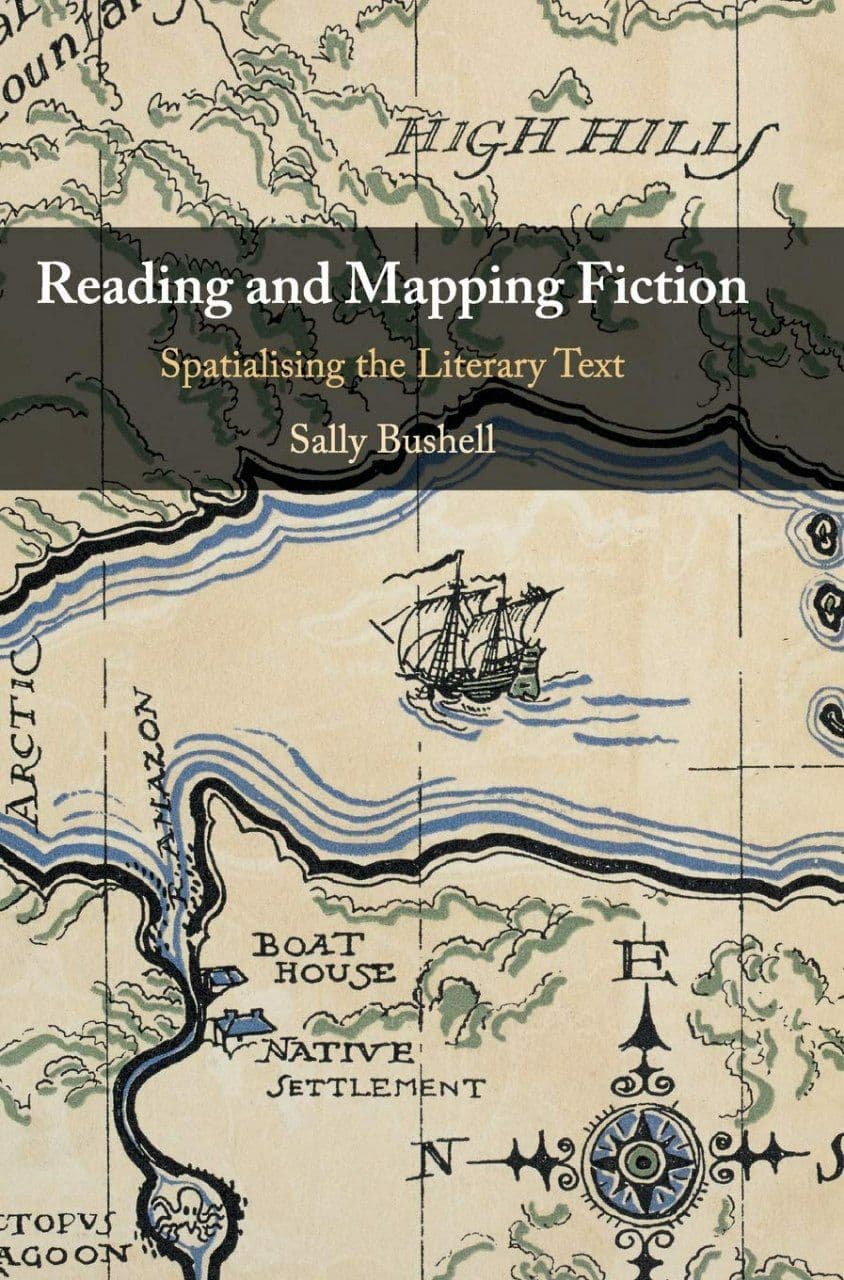 HIGH HILLS
Reading and Mapping Fiction
Spatialising the Literary Text
Sally Bushell
ARCTIC
R. AMAZON
BOAT
HOUSE
NATIVE
SETTLEMENT
E
N
S
CTOPUS
AGOON